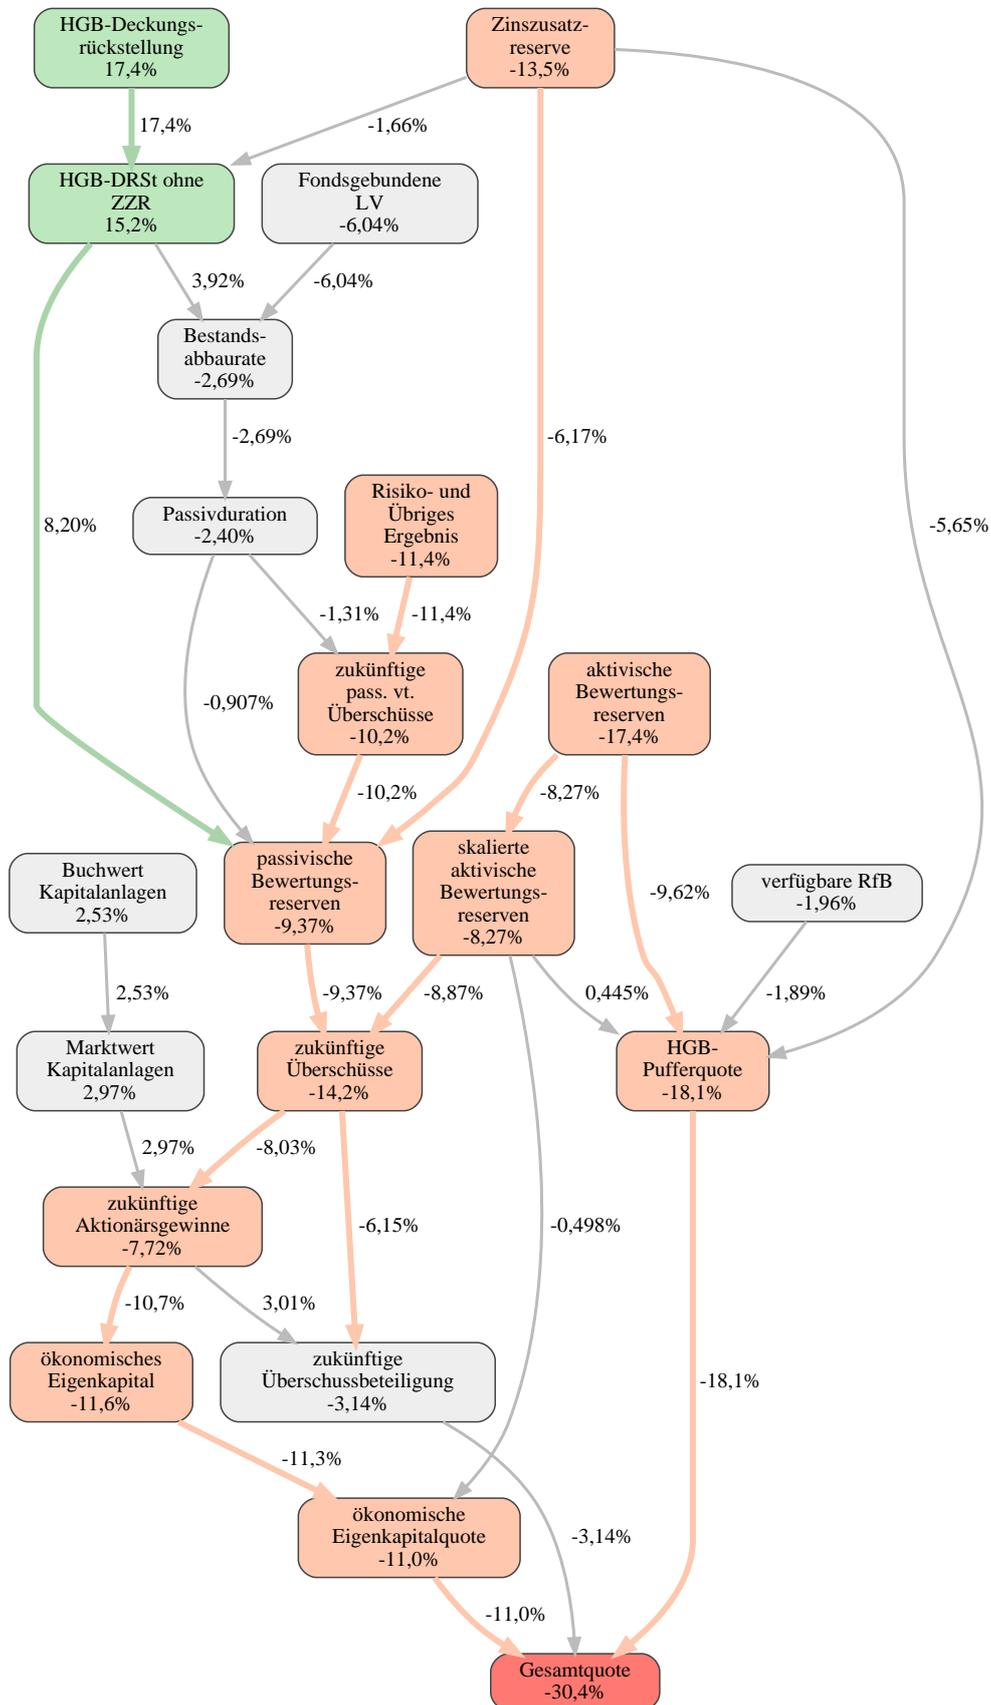 HGB-Deckungs-
rückstellung
17,4%
Zinszusatz-
reserve
-13,5%
17,4%
-1,66%
HGB-DRSt ohne
ZZR
15,2%
Fondsgebundene
LV
-6,04%
3,92%
-6,04%
Bestands-
abbaurate
-2,69%
-2,69%
-6,17%
Risiko- und
Übriges
Ergebnis
-11,4%
Passivduration
-2,40%
8,20%
-5,65%
-1,31%
-11,4%
zukünftige
pass. vt.
Überschüsse
-10,2%
aktivische
Bewertungs-
reserven
-17,4%
-0,907%
-10,2%
-8,27%
passivische
Bewertungs-
reserven
-9,37%
skalierte
aktivische
Bewertungs-
reserven
-8,27%
Buchwert
Kapitalanlagen
2,53%
verfügbare RfB
-1,96%
-9,62%
2,53%
-9,37%
-8,87%
0,445%
-1,89%
Marktwert
Kapitalanlagen
2,97%
zukünftige
Überschüsse
-14,2%
HGB-
Pufferquote
-18,1%
2,97%
-8,03%
zukünftige
Aktionärsgewinne
-7,72%
-6,15%
-0,498%
-10,7%
3,01%
ökonomisches
Eigenkapital
-11,6%
zukünftige
Überschussbeteiligung
-3,14%
-18,1%
-11,3%
ökonomische
Eigenkapitalquote
-11,0%
-3,14%
-11,0%
Gesamtquote
-30,4%